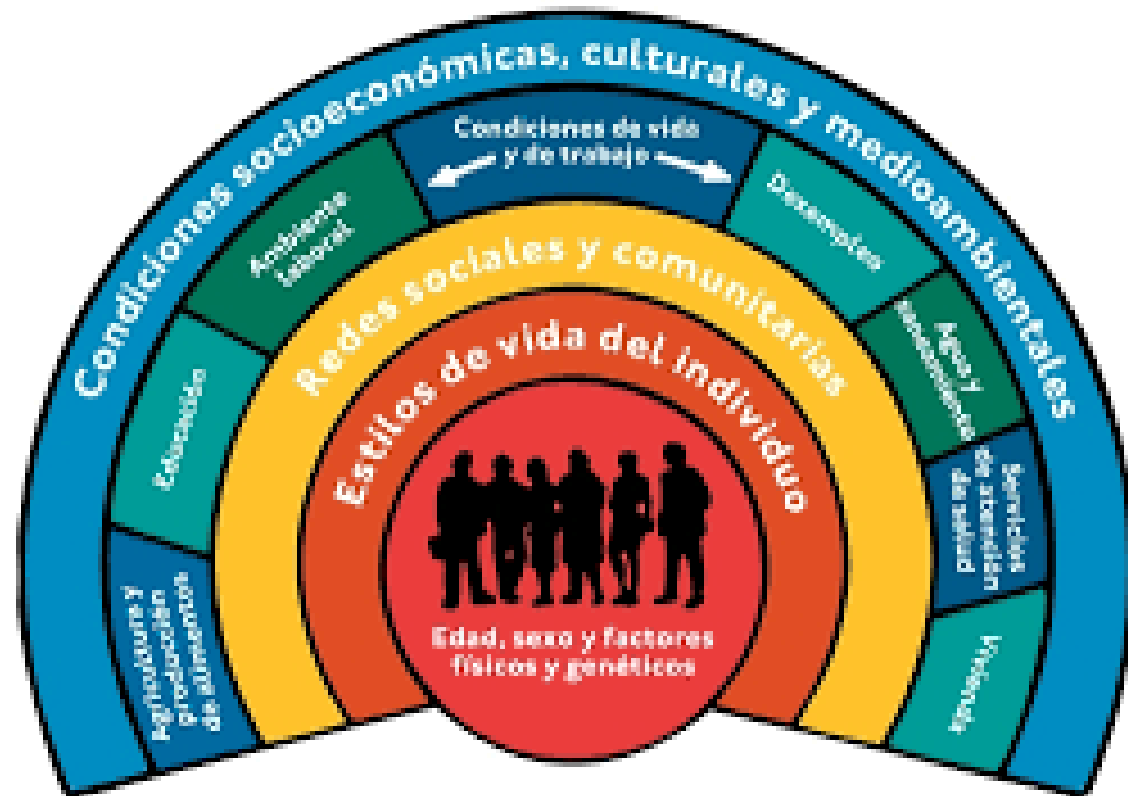 Condiciones socioeconómicas, culturales y medioambientales
Condiciones de vida
y de trabajo
Agricultura y
producción
de alimentos
Educación
Ambiente
laboral
Desempleo
Agua y
saneamiento
Servicios
de atención
de salud
Vivienda
Redes sociales y comunitarias
Estilos de vida del individuo
Edad, sexo y factores
físicos y genéticos